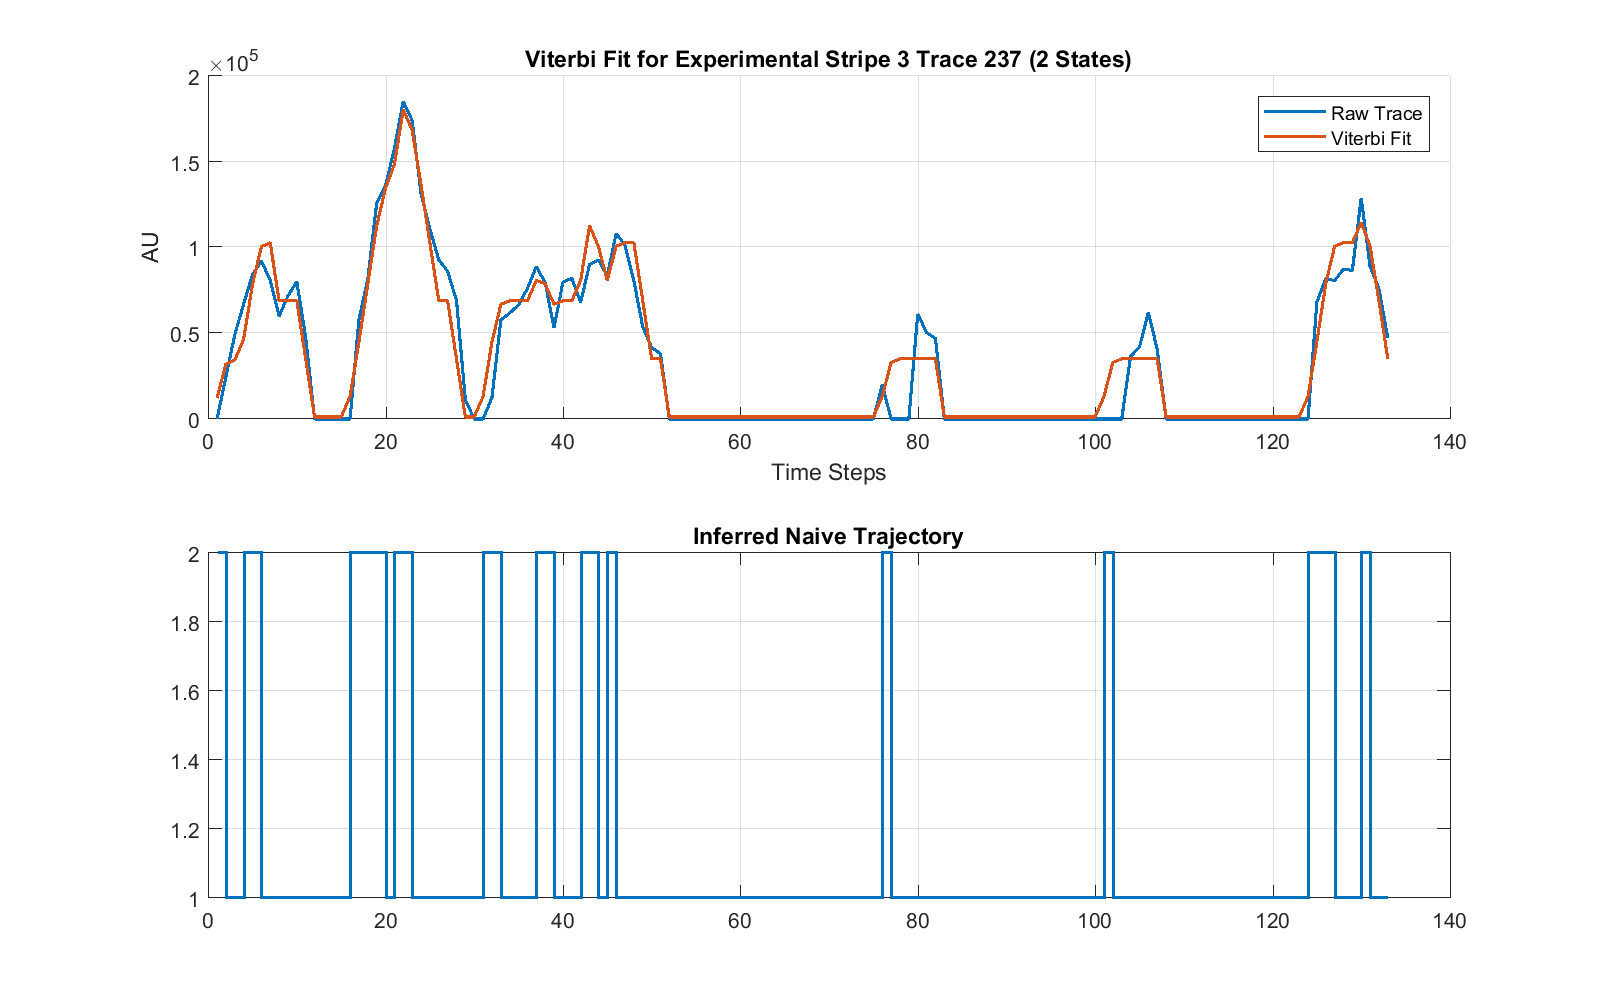 Viterbi Fit for Experimental Stripe 3 Trace 237 (2 States)
×10^5
2
1.5
1
0.5
0
AU
Raw Trace
Viterbi Fit
0 20 40 60 80 100 120 140
Time Steps
Inferred Naive Trajectory
2
1.8
1.6
1.4
1.2
1
0 20 40 60 80 100 120 140